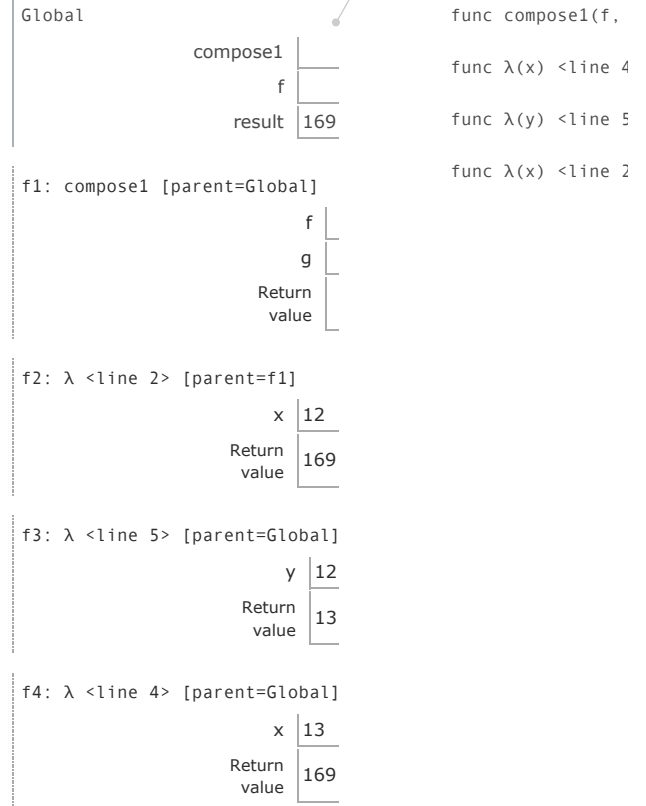 Global
compose1
f
result 169
func compose1(f,
func λ(x) <line 4
func λ(y) <line 5
func λ(x) <line 2
f1: compose1 [parent=Global]
f
g
Return
value
f2: λ <line 2> [parent=f1]
x 12
Return
value 169
f3: λ <line 5> [parent=Global]
y 12
Return
value 13
f4: λ <line 4> [parent=Global]
x 13
Return
value 169